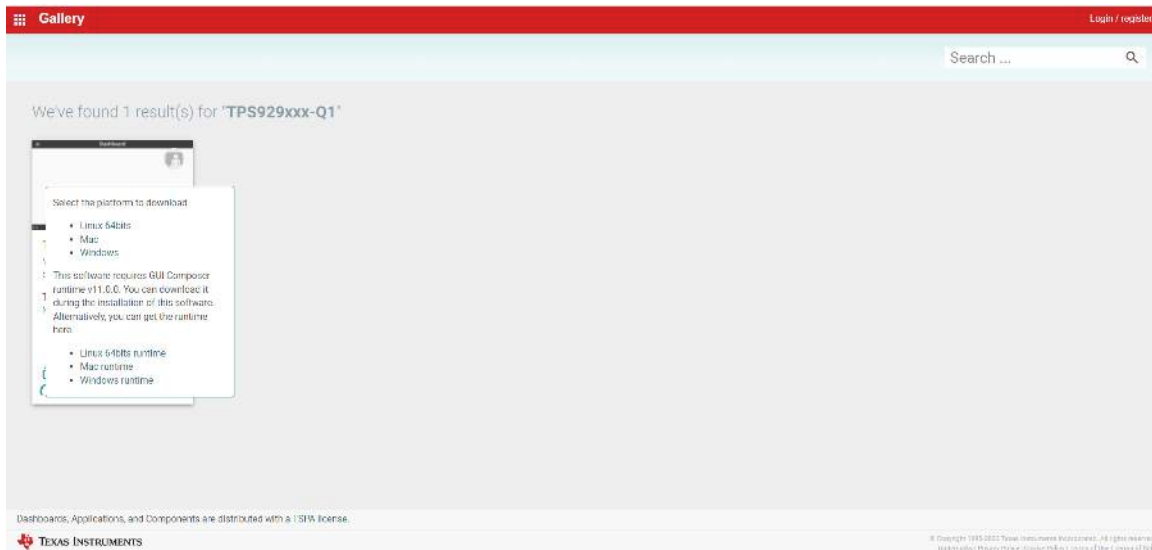 Gallery
Login / register
Search ...
We've found 1 result(s) for "TPS929xxx-Q1"
Dashboard
Select the platform to download
• Linux 64bits
• Mac
• Windows
This software requires GUI Composer
runtime v11.0.0. You can download it
during the installation of this software.
Alternatively, you can get the runtime
here
• Linux 64bits runtime
• Mac runtime
• Windows runtime
Dashboards, Applications, and Components are distributed with a TSPA license.
TEXAS INSTRUMENTS